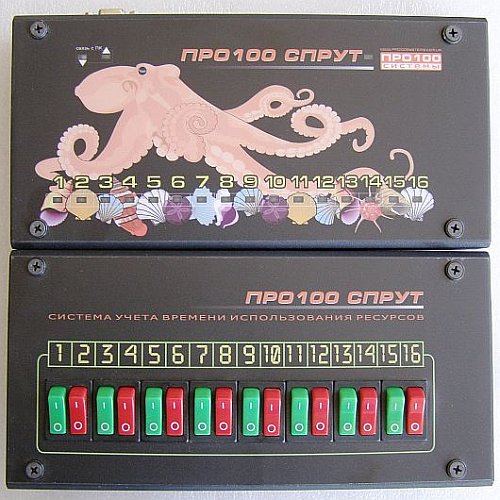 связь с ПК
ПРО100 СПРУТ
ПРО100
СИСТЕМЫ
1 2 3 4 5 6 7 8 9 10 11 12 13 14 15 16
ПРО100 СПРУТ
СИСТЕМА УЧЕТА ВРЕМЕНИ ИСПОЛЬЗОВАНИЯ РЕСУРСОВ
1 2 3 4 5 6 7 8 9 10 11 12 13 14 15 16